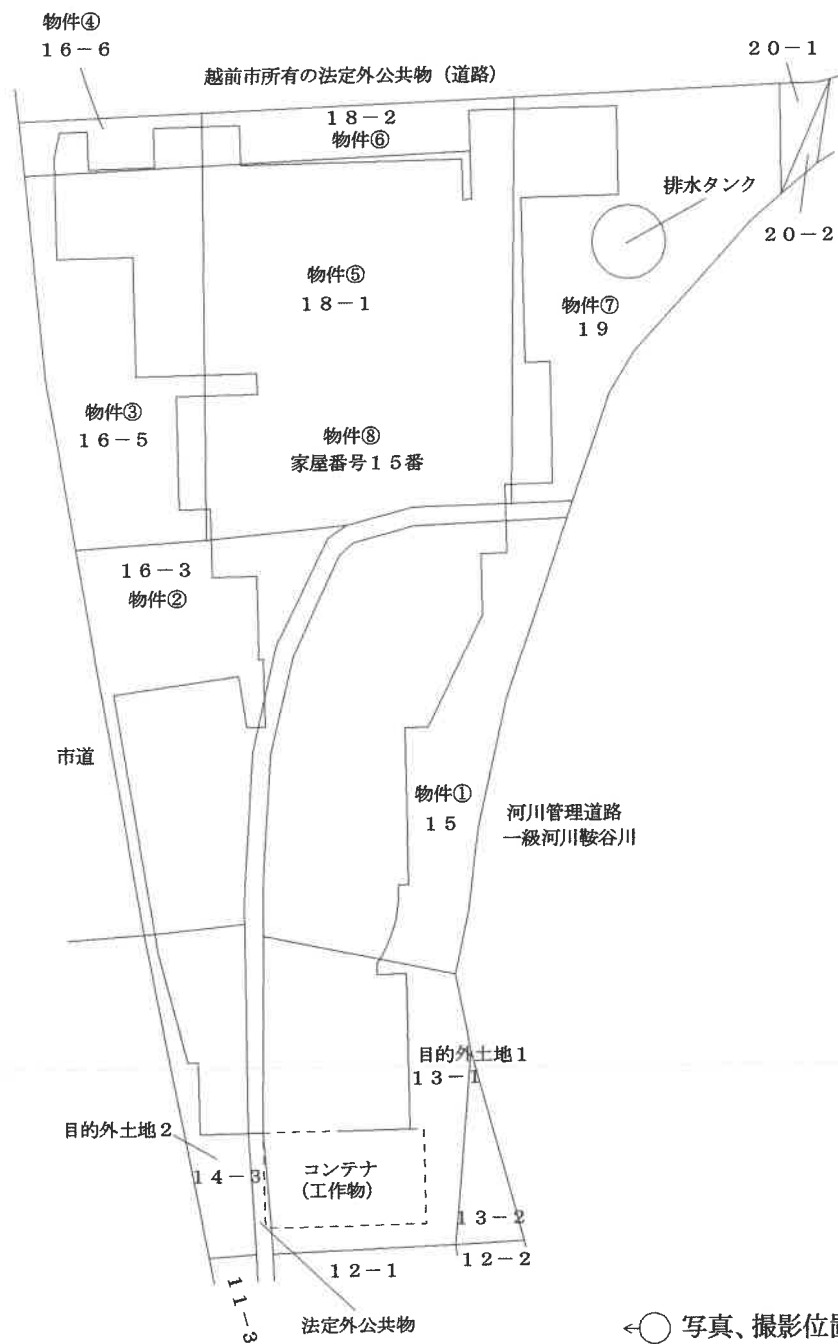 物件④
16-6
越前市所有の法定外公共物(道路)
20-1
18-2
物件⑥
排水タンク
20-2
物件⑤
18-1
物件⑦
19
物件③
16-5
物件⑧
家屋番号15番
16-3
物件②
市道
物件①
15
河川管理道路
一級河川鞍谷川
目的外土地1
13-1
目的外土地2
14-3
コンテナ
(工作物)
13-2
12-1
12-2
11-3
法定外公共物
←○ 写真、撮影位置